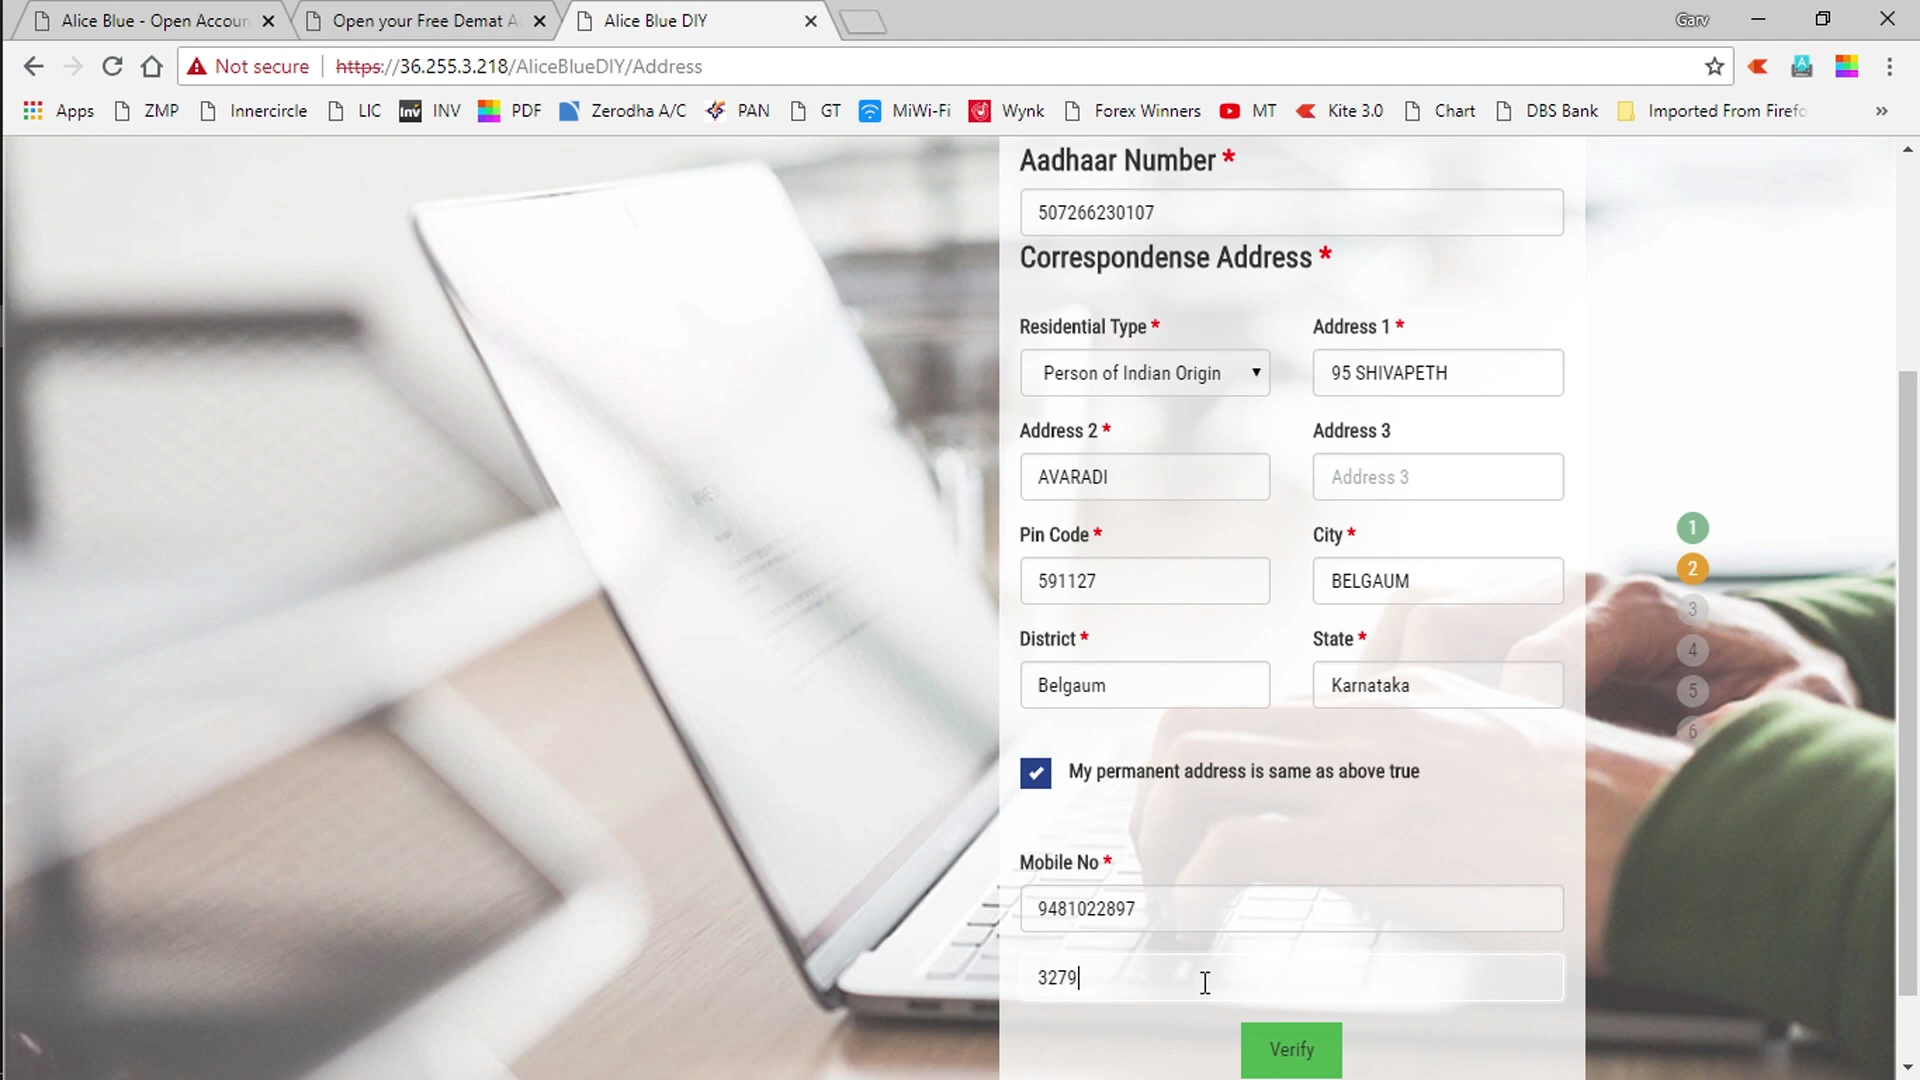 Alice Blue - Open Accoun
Open your Free Demat A
Alice Blue DIY
Garv
Not secure
https://36.255.3.218/AliceBlueDIY/Address
Apps
ZMP
Innercircle
LIC
inv
INV
PDF
Zerodha A/C
PAN
GT
MiWi-Fi
Wynk
Forex Winners
MT
Kite 3.0
Chart
DBS Bank
Imported From Firefo
»
Aadhaar Number *
507266230107
Correspondense Address *
Residential Type *
Address 1 *
Person of Indian Origin
95 SHIVAPETH
Address 2 *
Address 3
AVARADI
Address 3
Pin Code *
City *
591127
BELGAUM
District *
State *
Belgaum
Karnataka
My permanent address is same as above true
Mobile No *
9481022897
3279
Verify
1
2
3
4
5
6